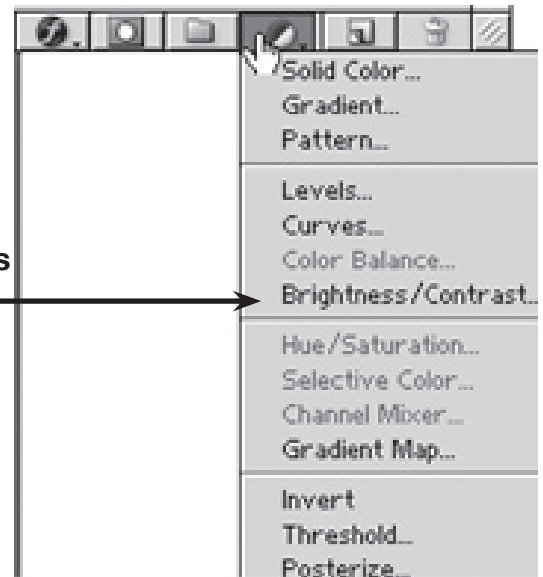 Solid Color...
Gradient...
Pattern...
Levels...
Curves...
s
Color Balance...
Brightness/Contrast...
Hue/Saturation...
Selective Color...
Channel Mixer...
Gradient Map...
Invert
Threshold...
Posterize...